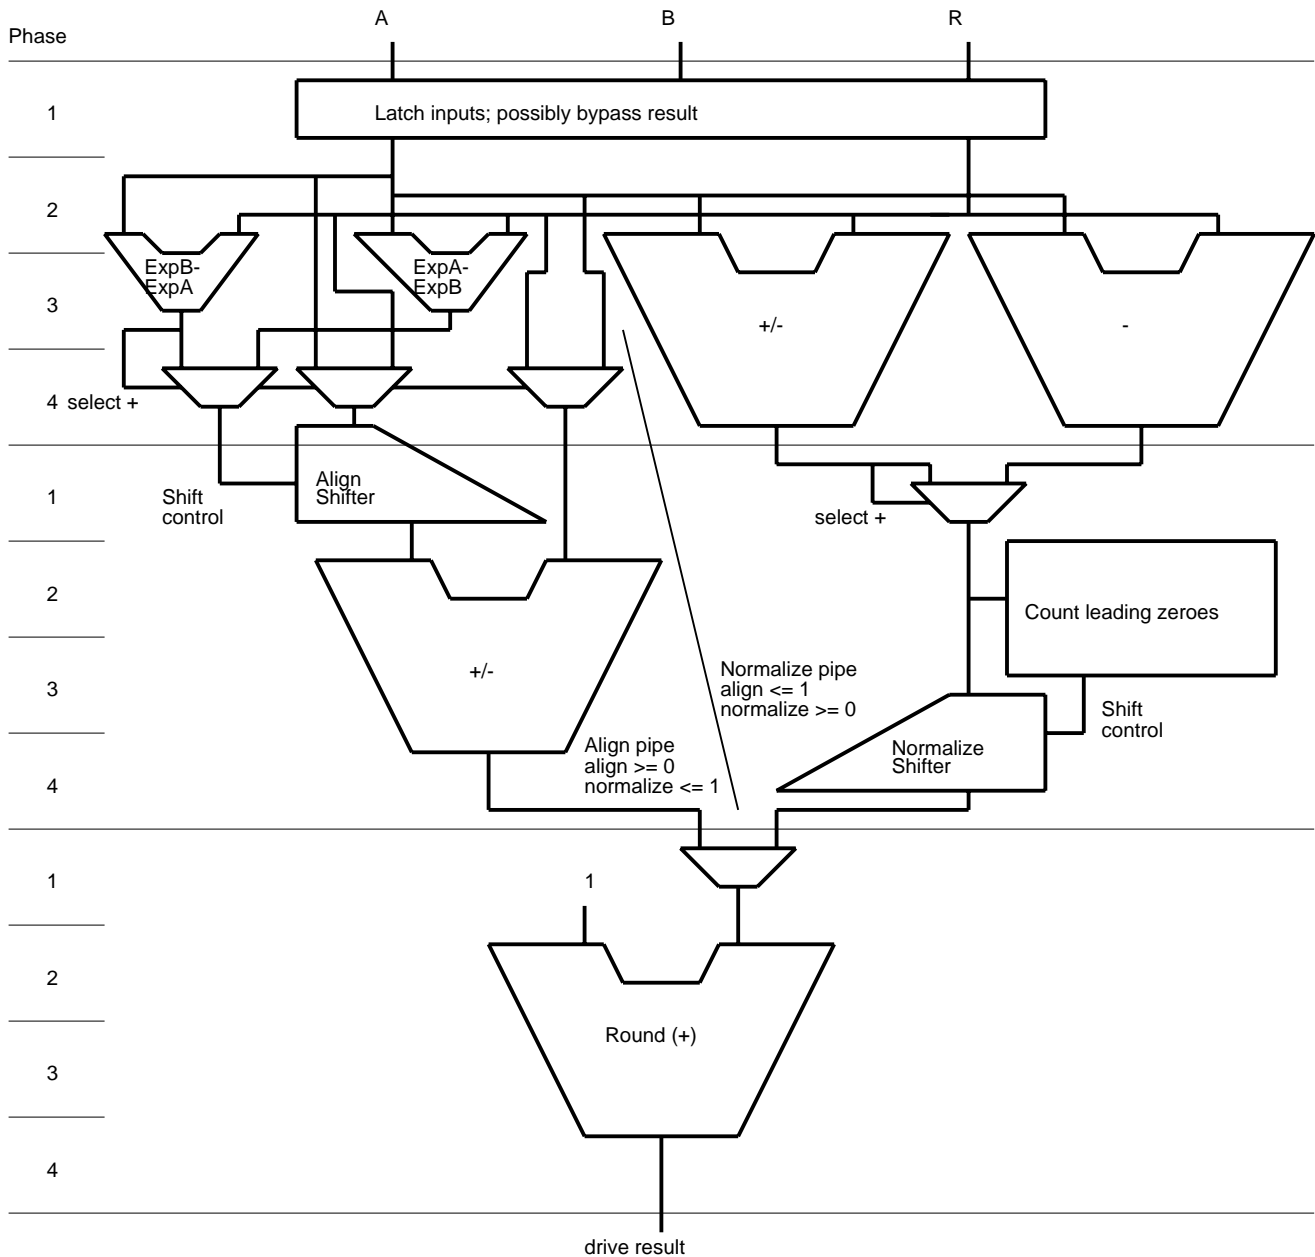 A
B
R
Phase
1
Latch inputs; possibly bypass result
2
ExpB-
ExpA
ExpA-
ExpB
3
+/-
-
4
select +
Align
Shifter
1
Shift
control
select +
2
Count leading zeroes
+/-
3
Normalize pipe
align <= 1
normalize >= 0
Shift
control
Align pipe
align >= 0
normalize <= 1
Normalize
Shifter
4
1
1
2
Round (+)
3
4
drive result